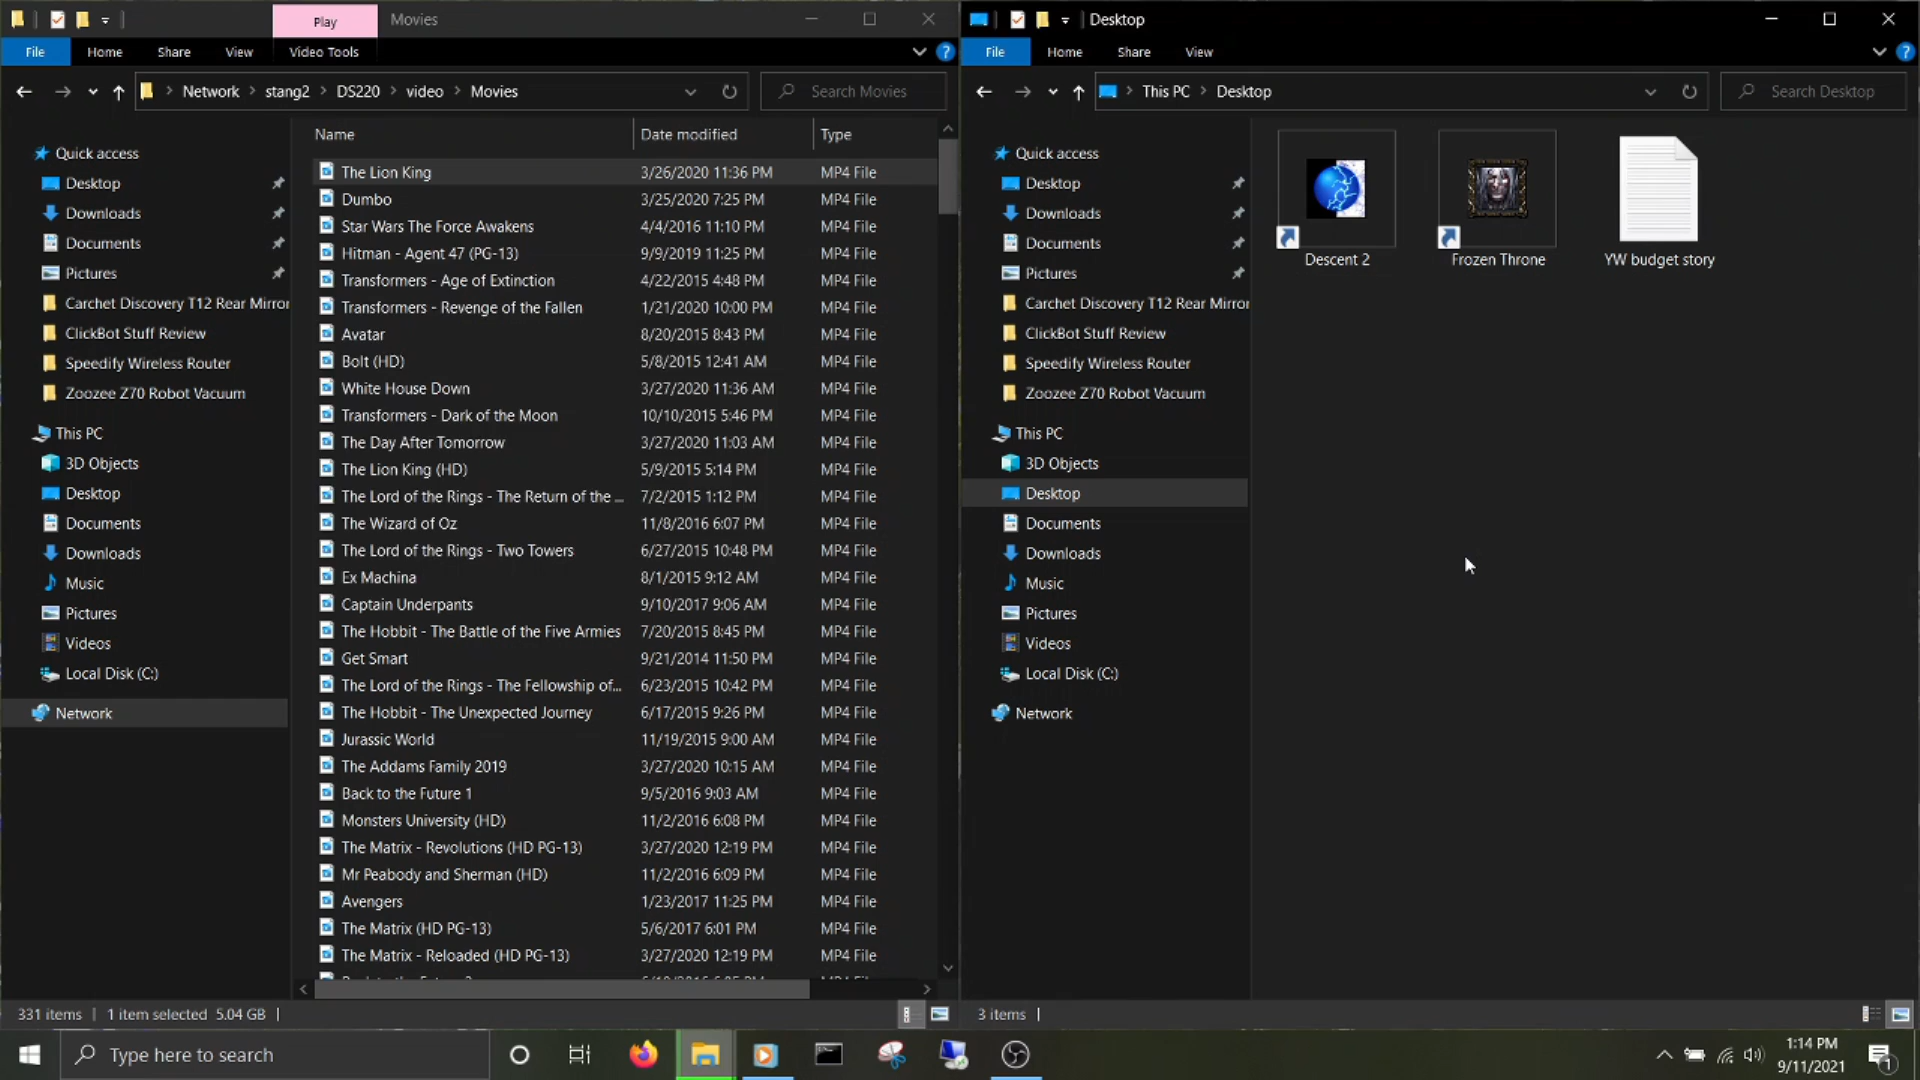 Play
Movies
File
Home
Share
View
Video Tools
Network
stang2
DS220
video
Movies
Search Movies
Quick access
Desktop
Downloads
Documents
Pictures
Carchet Discovery T12 Rear Mirror
ClickBot Stuff Review
Speedify Wireless Router
Zoozee Z70 Robot Vacuum
This PC
3D Objects
Desktop
Documents
Downloads
Music
Pictures
Videos
Local Disk (C:)
Network
Name Date modified Type
The Lion King 3/26/2020 11:36 PM MP4 File
Dumbo 3/25/2020 7:25 PM MP4 File
Star Wars The Force Awakens 4/4/2016 11:10 PM MP4 File
Hitman - Agent 47 (PG-13) 9/9/2019 11:25 PM MP4 File
Transformers - Age of Extinction 4/22/2015 4:48 PM MP4 File
Transformers - Revenge of the Fallen 1/21/2020 10:00 PM MP4 File
Avatar 8/20/2015 8:43 PM MP4 File
Bolt (HD) 5/8/2015 12:41 AM MP4 File
White House Down 3/27/2020 11:36 AM MP4 File
Transformers - Dark of the Moon 10/10/2015 5:46 PM MP4 File
The Day After Tomorrow 3/27/2020 11:03 AM MP4 File
The Lion King (HD) 5/9/2015 5:14 PM MP4 File
The Lord of the Rings - The Return of the ... 7/2/2015 1:12 PM MP4 File
The Wizard of Oz 11/8/2016 6:07 PM MP4 File
The Lord of the Rings - Two Towers 6/27/2015 10:48 PM MP4 File
Ex Machina 8/1/2015 9:12 AM MP4 File
Captain Underpants 9/10/2017 9:06 AM MP4 File
The Hobbit - The Battle of the Five Armies 7/20/2015 8:45 PM MP4 File
Get Smart 9/21/2014 11:50 PM MP4 File
The Lord of the Rings - The Fellowship of... 6/23/2015 10:42 PM MP4 File
The Hobbit - The Unexpected Journey 6/17/2015 9:26 PM MP4 File
Jurassic World 11/19/2015 9:00 AM MP4 File
The Addams Family 2019 3/27/2020 10:15 AM MP4 File
Back to the Future 1 9/5/2016 9:03 AM MP4 File
Monsters University (HD) 11/2/2016 6:08 PM MP4 File
The Matrix - Revolutions (HD PG-13) 3/27/2020 12:19 PM MP4 File
Mr Peabody and Sherman (HD) 11/2/2016 6:09 PM MP4 File
Avengers 1/23/2017 11:25 PM MP4 File
The Matrix (HD PG-13) 5/6/2017 6:01 PM MP4 File
The Matrix - Reloaded (HD PG-13) 3/27/2020 12:19 PM MP4 File
331 items
1 item selected 5.04 GB
Desktop
File
Home
Share
View
This PC
Desktop
Search Desktop
Quick access
Desktop
Downloads
Documents
Pictures
Carchet Discovery T12 Rear Mirror
ClickBot Stuff Review
Speedify Wireless Router
Zoozee Z70 Robot Vacuum
This PC
3D Objects
Desktop
Documents
Downloads
Music
Pictures
Videos
Local Disk (C:)
Network
Descent 2
Frozen Throne
YW budget story
3 items
Type here to search
1:14 PM
9/11/2021
1